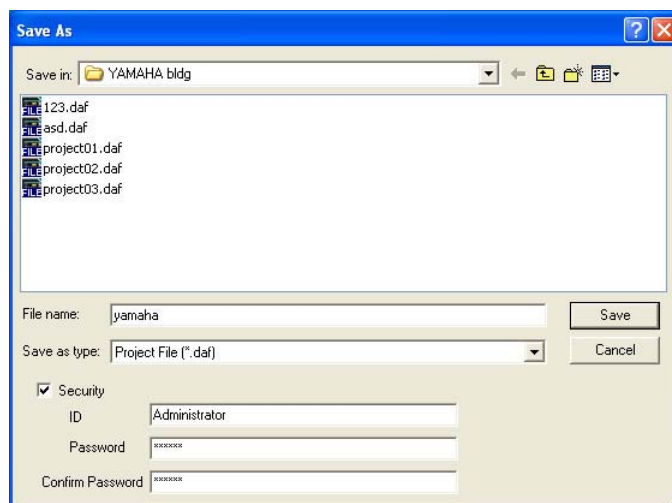 Save As
Save in: YAMAHA bldg
123.daf
asd.daf
project01.daf
project02.daf
project03.daf
File name: yamaha Save
Save as type: Project File (*.daf) Cancel
Security
ID Administrator
Password ******
Confirm Password ******